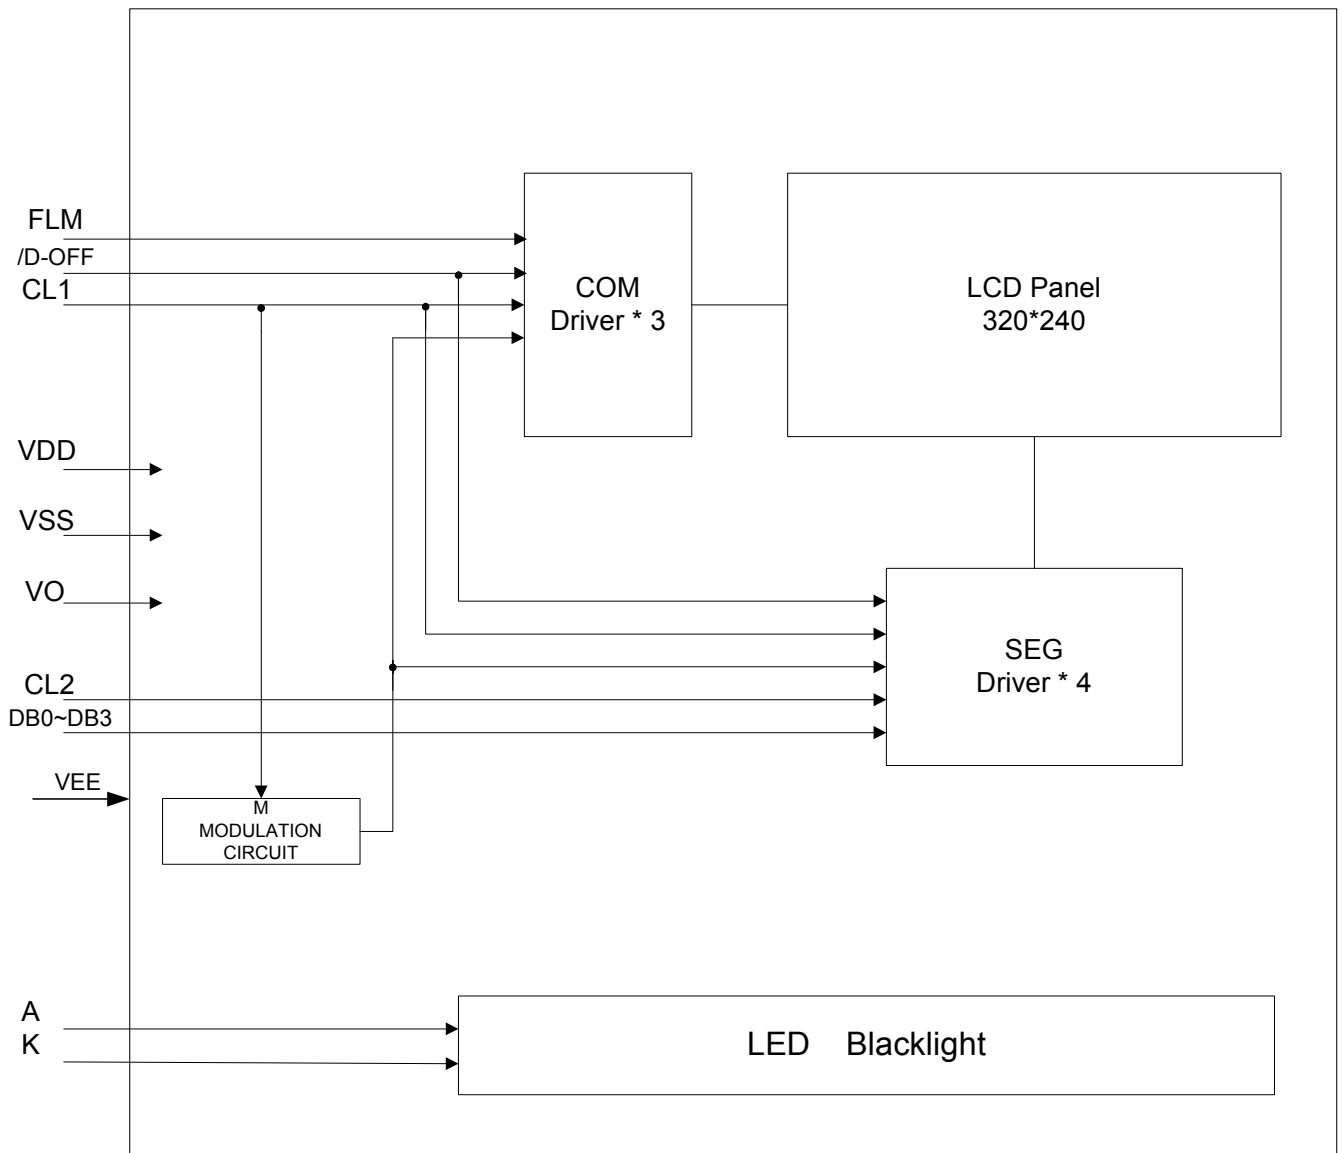 FLM
/D-OFF
CL1
COM
Driver * 3
LCD Panel
320*240
VDD
VSS
VO
SEG
Driver * 4
CL2
DB0~DB3
VEE
M
MODULATION
CIRCUIT
A
K
LED Blacklight